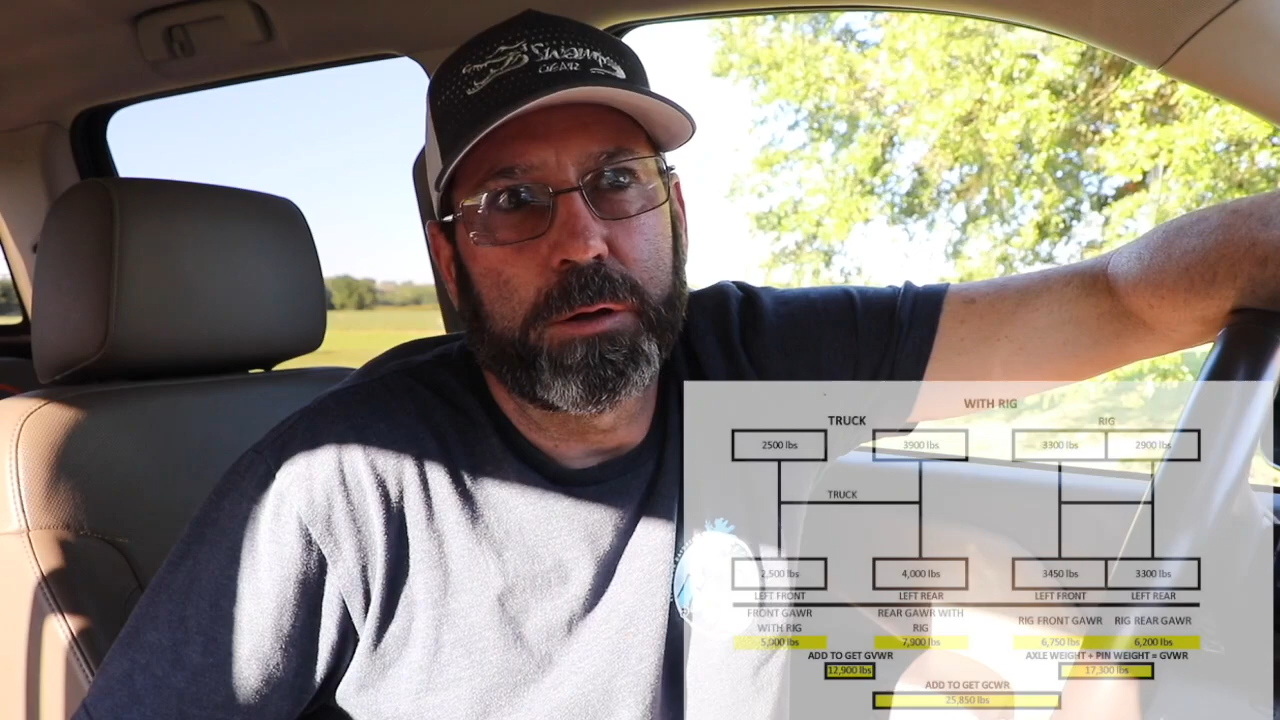 Swamp
GEAR
WITH RIG
TRUCK
RIG
2500 lbs
3900 lbs
3300 lbs
2900 lbs
TRUCK
2,500 lbs
4,000 lbs
3450 lbs
3300 lbs
LEFT FRONT
LEFT REAR
LEFT FRONT
LEFT REAR
FRONT GAWR
WITH RIG
REAR GAWR WITH
RIG
RIG FRONT GAWR
RIG REAR GAWR
5,000 lbs
7,900 lbs
6,750 lbs
6,200 lbs
ADD TO GET GVWR
AXLE WEIGHT + PIN WEIGHT = GVWR
12,900 lbs
17,300 lbs
ADD TO GET GCWR
25,850 lbs